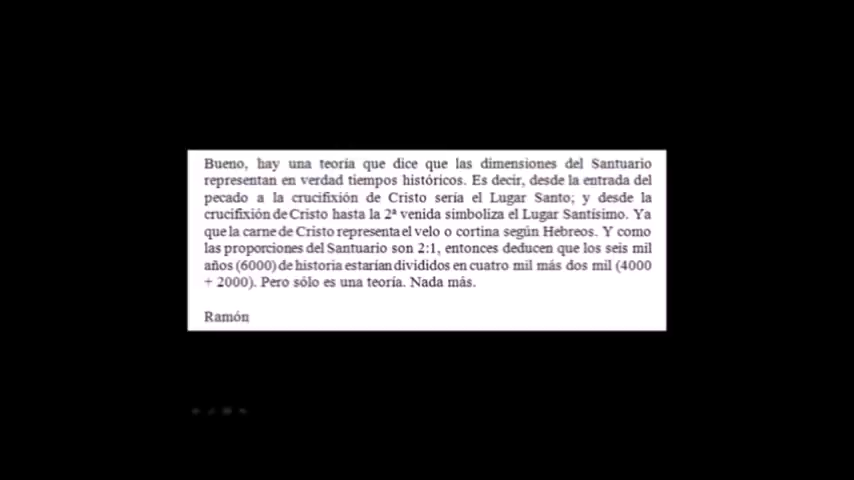 Bueno, hay una teoría que dice que las dimensiones del Santuario
representan en verdad tiempos históricos. Es decir, desde la entrada del
pecado a la crucifixión de Cristo sería el Lugar Santo; y desde la
crucifixión de Cristo hasta la 2ª venida simboliza el Lugar Santísimo. Ya
que la carne de Cristo representa el velo o cortina según Hebreos. Y como
las proporciones del Santuario son 2:1, entonces deducen que los seis mil
años (6000) de historia estarían divididos en cuatro mil más dos mil (4000
+ 2000). Pero sólo es una teoría. Nada más.
Ramón